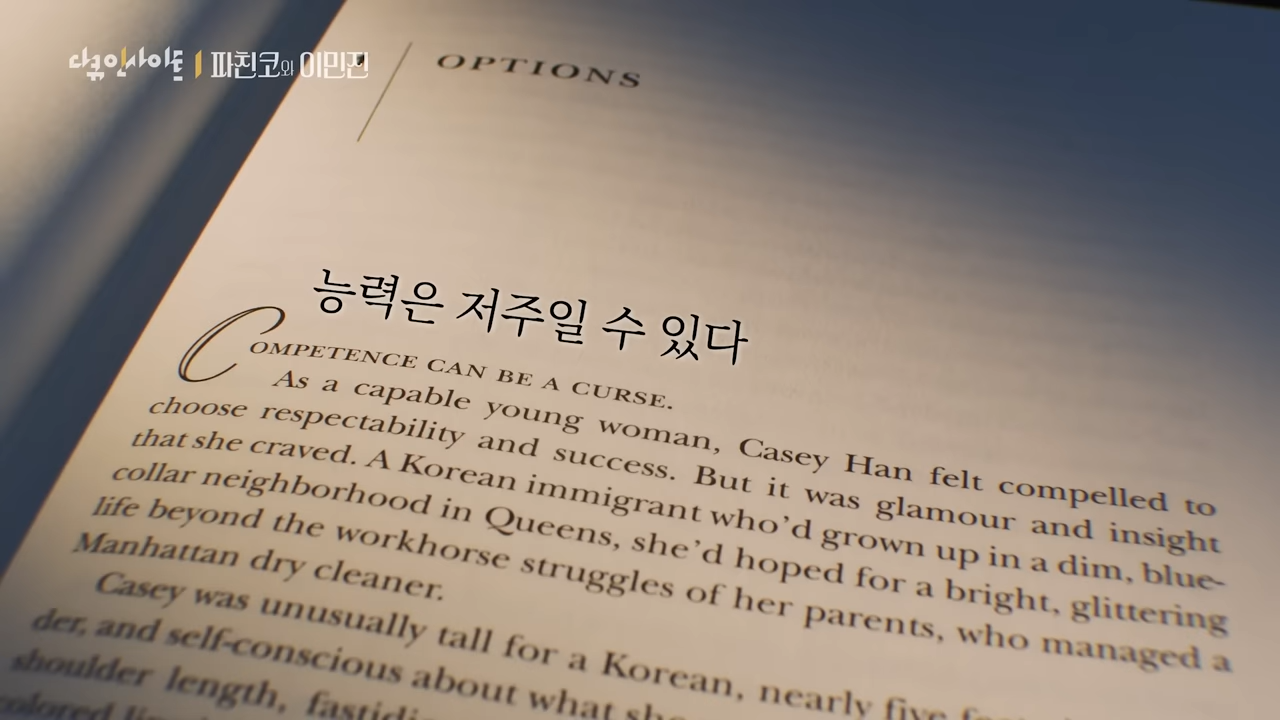 다큐인사이트 | 파친코와 이민진
OPTIONS
능력은 저주일 수 있다
COMPETENCE CAN BE A CURSE.
As a capable young woman, Casey Han felt compelled to
choose respectability and success. But it was glamour and insight
that she craved. A Korean immigrant who'd grown up in a dim, blue-
collar neighborhood in Queens, she'd hoped for a bright, glittering
life beyond the workhorse struggles of her parents, who managed a
Manhattan dry cleaner.
Casey was unusually tall for a Korean, nearly five
der, and self-conscious about what she
shoulder length,